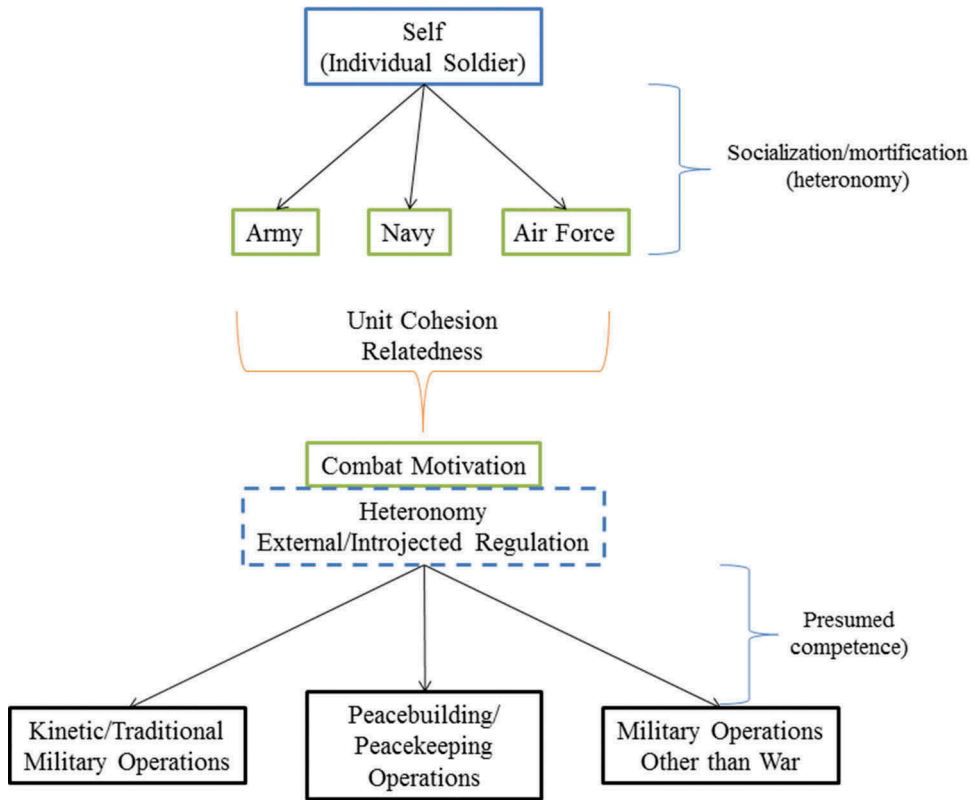 Self
(Individual Soldier)
Socialization/mortification
(heteronomy)
Army
Navy
Air Force
Unit Cohesion
Relatedness
Combat Motivation
Heteronomy
External/Introjected Regulation
Presumed
competence)
Kinetic/Traditional
Military Operations
Peacebuilding/
Peacekeeping
Operations
Military Operations
Other than War